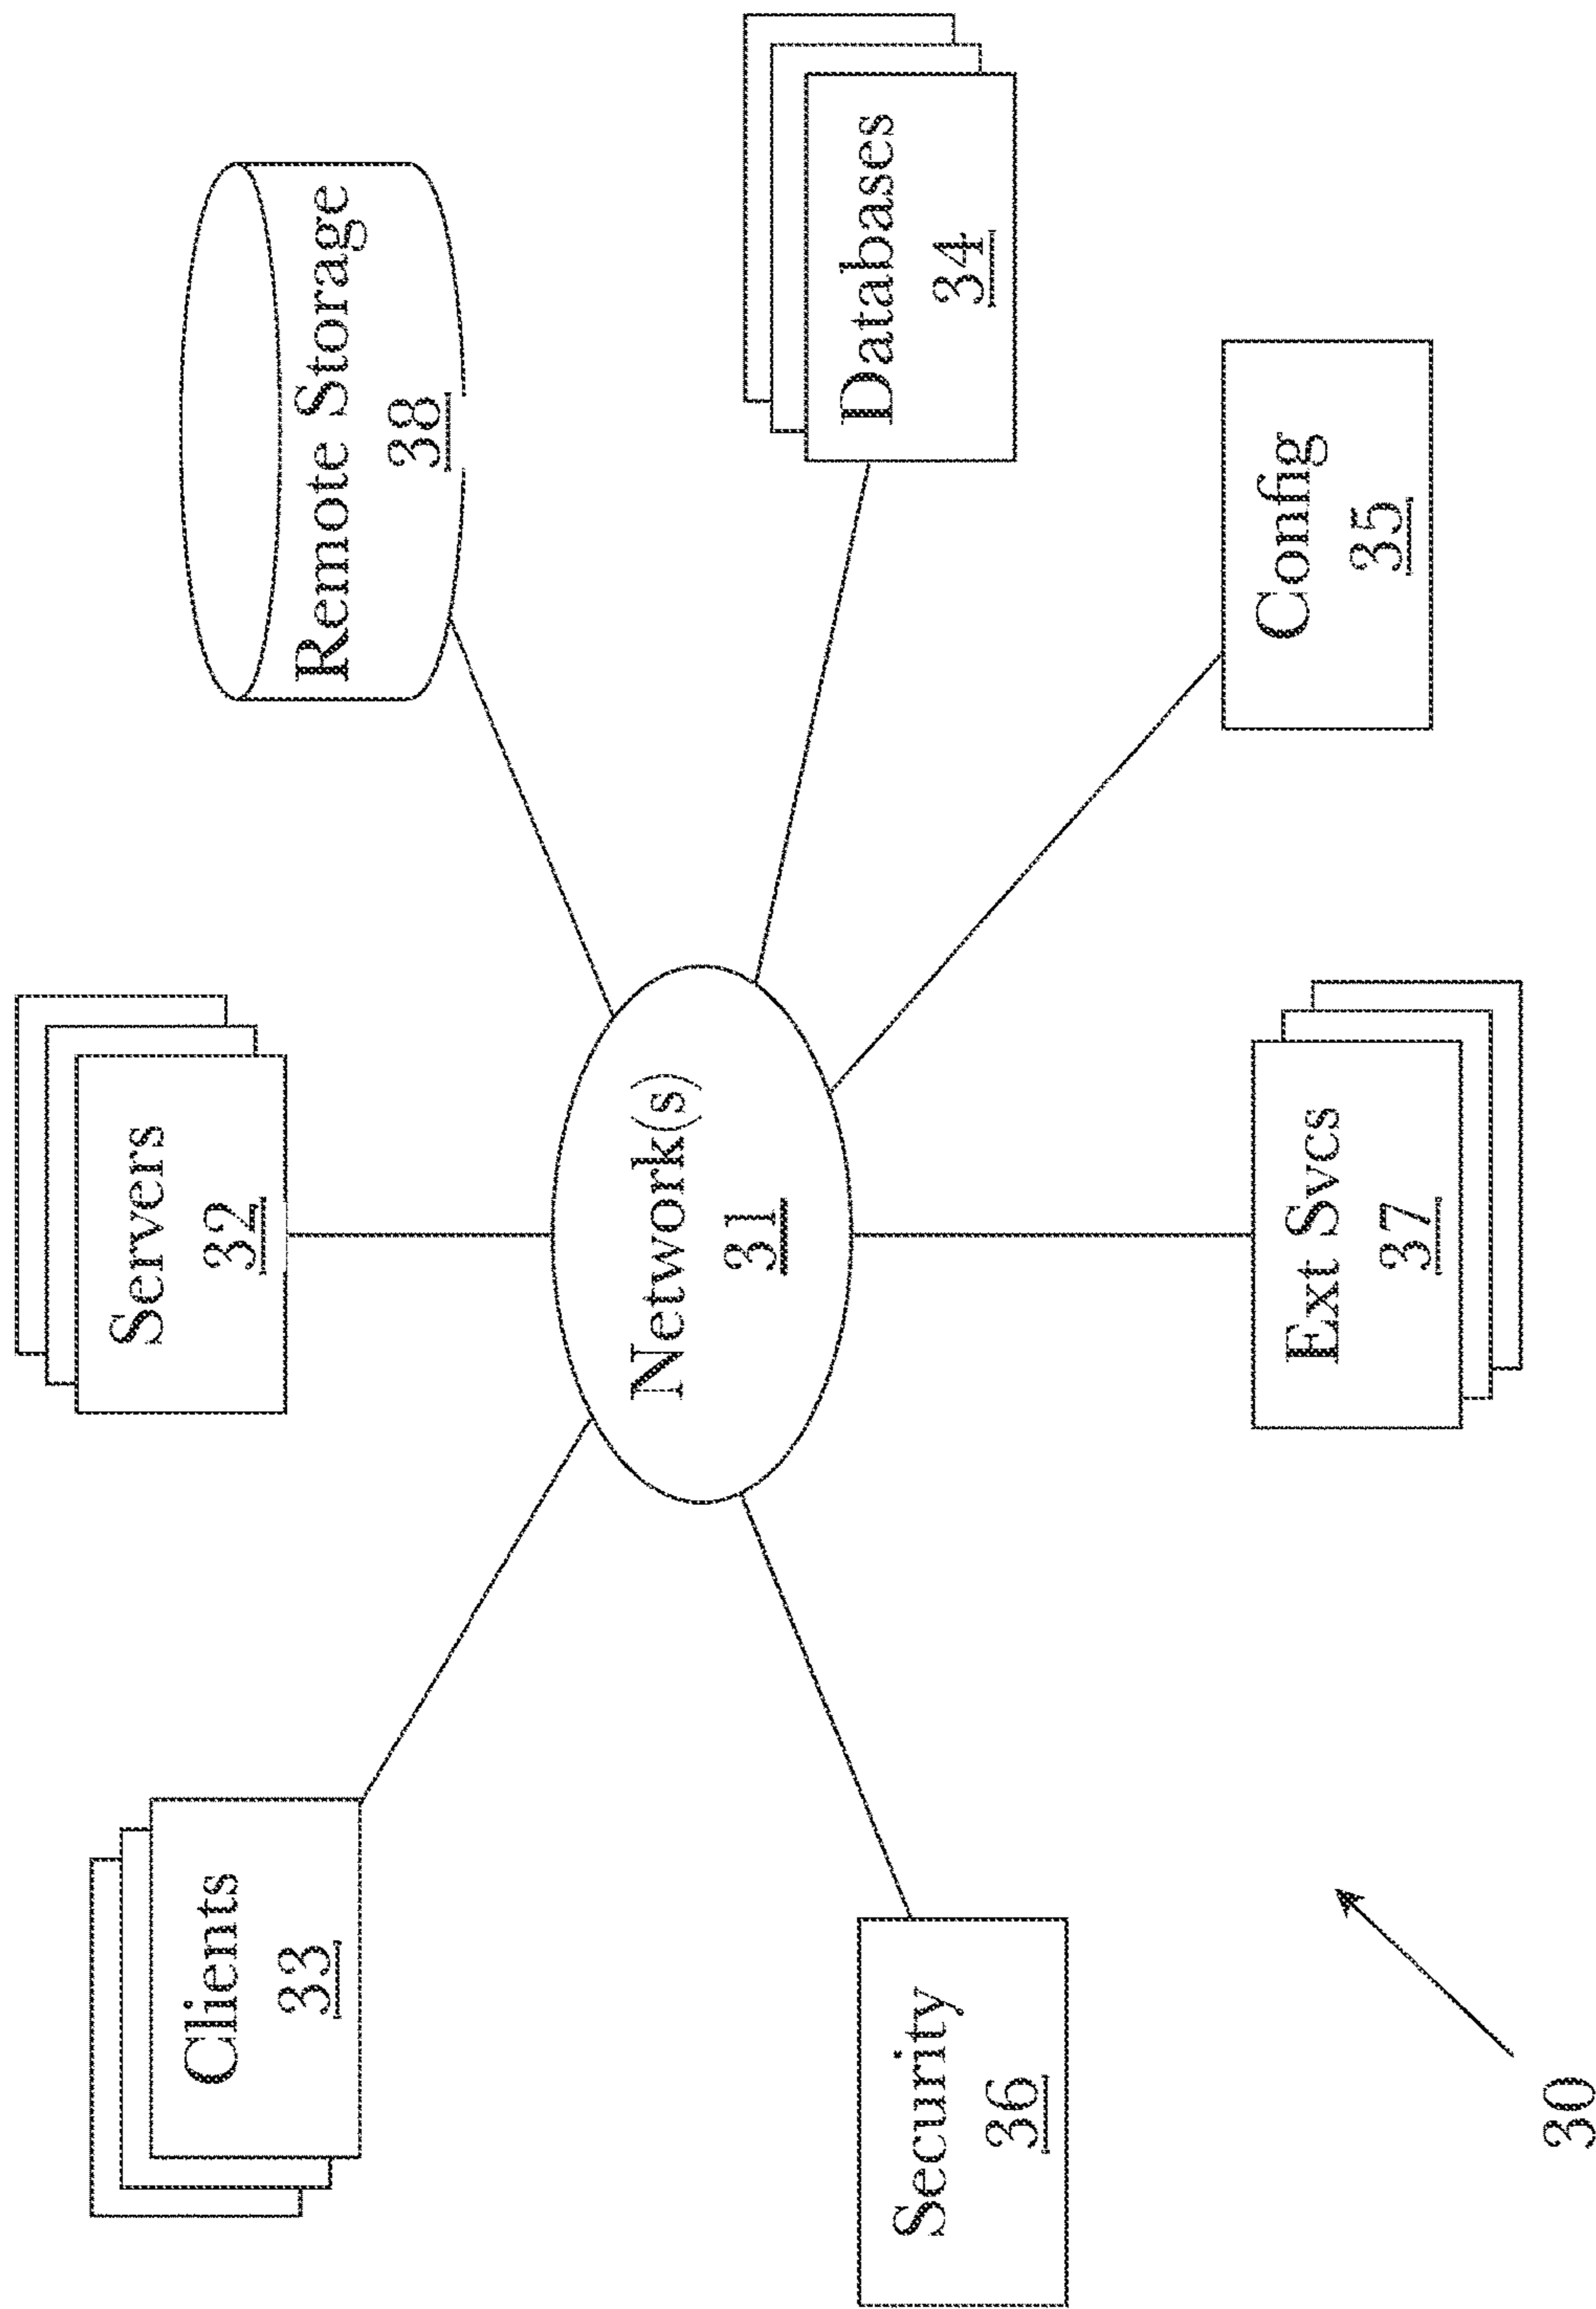 Clients
33
Servers
32
Remote Storage
38
Network(s)
31
Databases
34
Security
36
Ext Svcs
37
Config
35
30